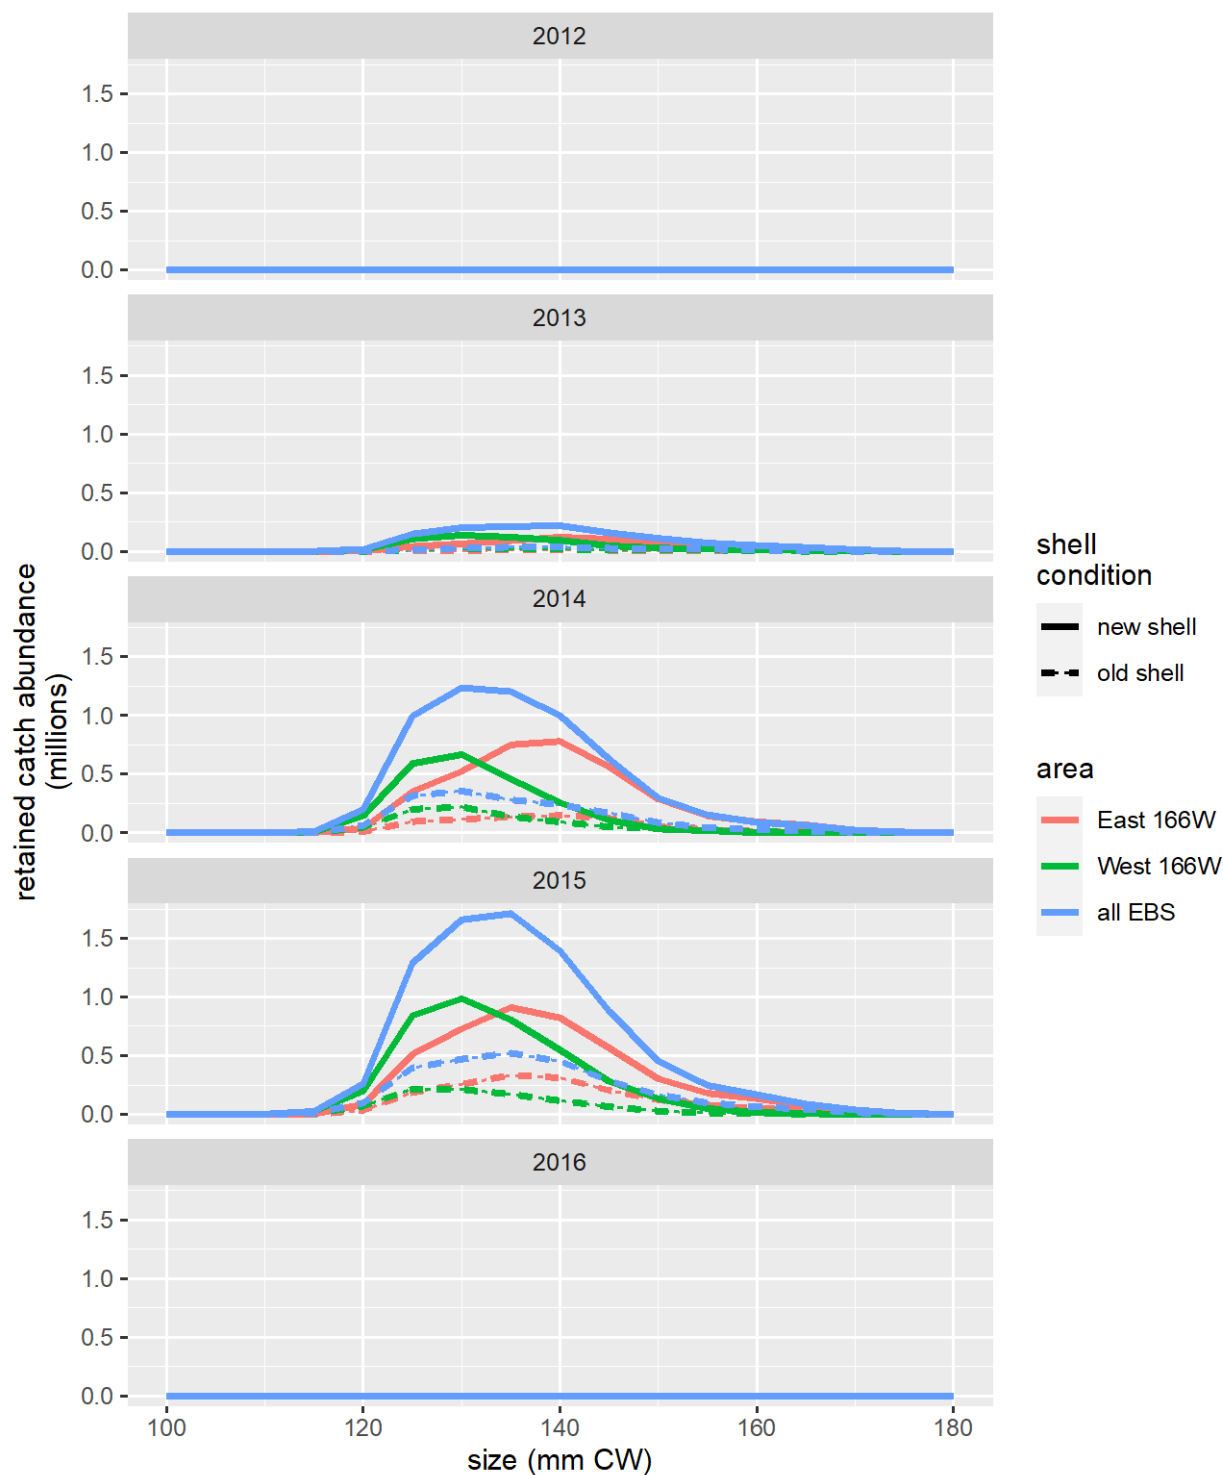 2012
1.5
1.0
0.5
0.0
2013
1.5
1.0
0.5
0.0
2014
1.5
1.0
0.5
0.0
2015
1.5
1.0
0.5
0.0
2016
1.5
1.0
0.5
0.0
100 120 140 160 180
size (mm CW)
retained catch abundance
(millions)
shell
condition
new shell
old shell
area
East 166W
West 166W
all EBS